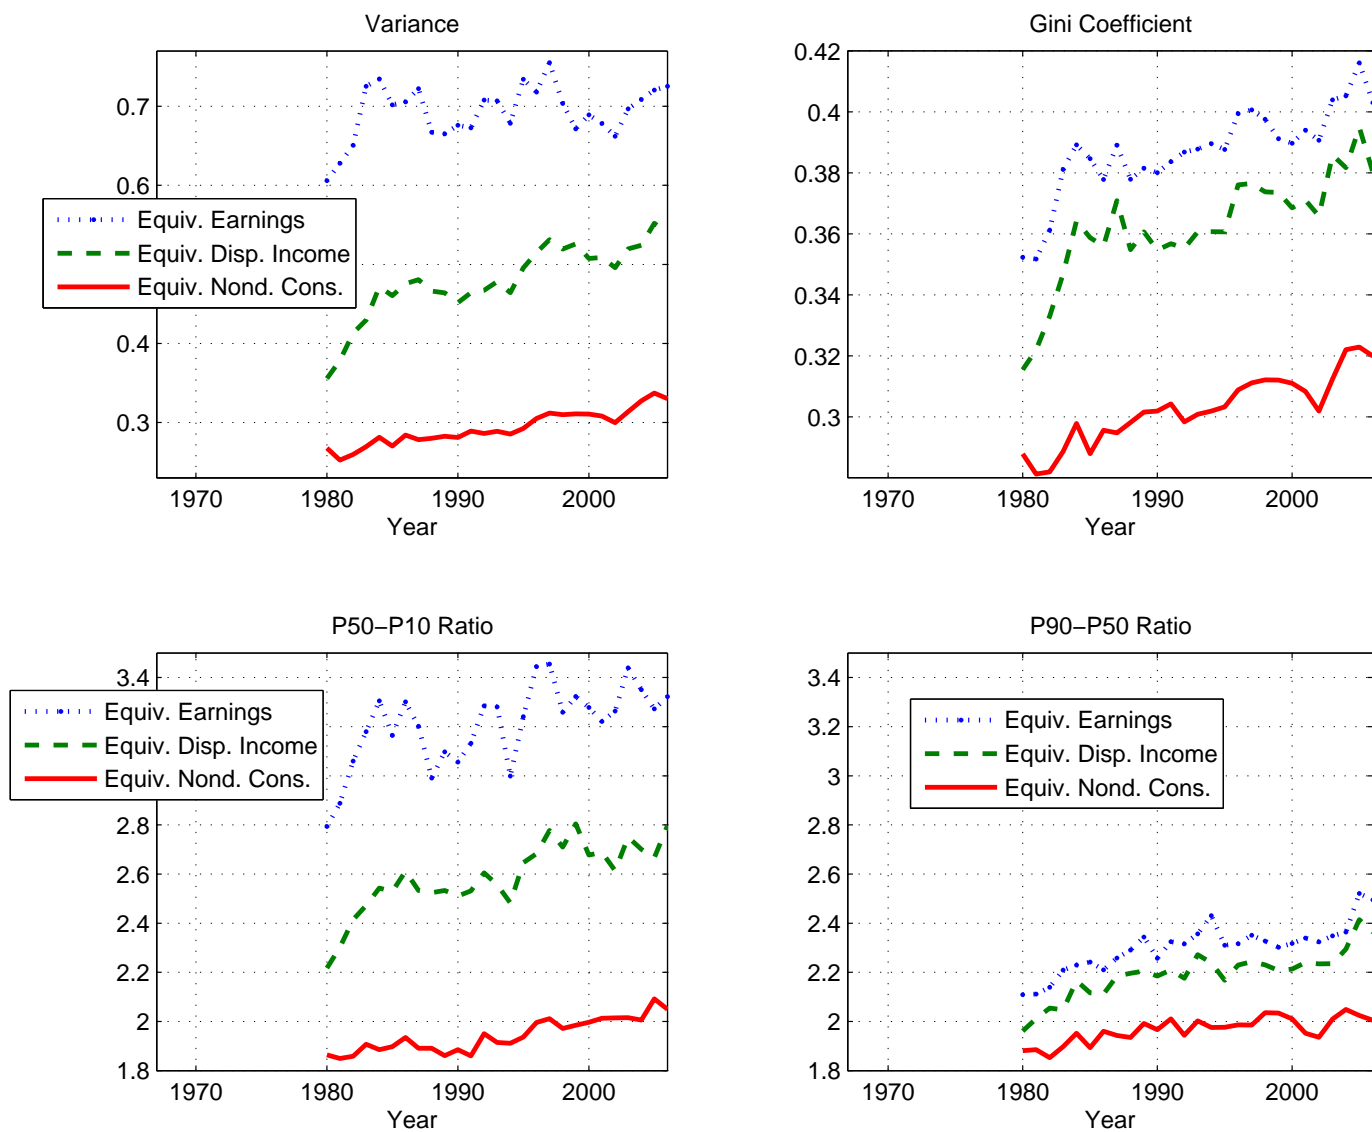 Variance
0.7
0.6
0.4
0.3
Equiv. Earnings
Equiv. Disp. Income
Equiv. Nond. Cons.
1970 1980 1990 2000
Year
Gini Coefficient
0.42
0.4
0.38
0.36
0.34
0.32
0.3
1970 1980 1990 2000
Year
P50−P10 Ratio
3.4
Equiv. Earnings
Equiv. Disp. Income
Equiv. Nond. Cons.
2.8
2.6
2.4
2.2
2
1.8
1970 1980 1990 2000
Year
P90−P50 Ratio
3.4
3.2
3
2.8
2.6
2.4
2.2
2
1.8
Equiv. Earnings
Equiv. Disp. Income
Equiv. Nond. Cons.
1970 1980 1990 2000
Year